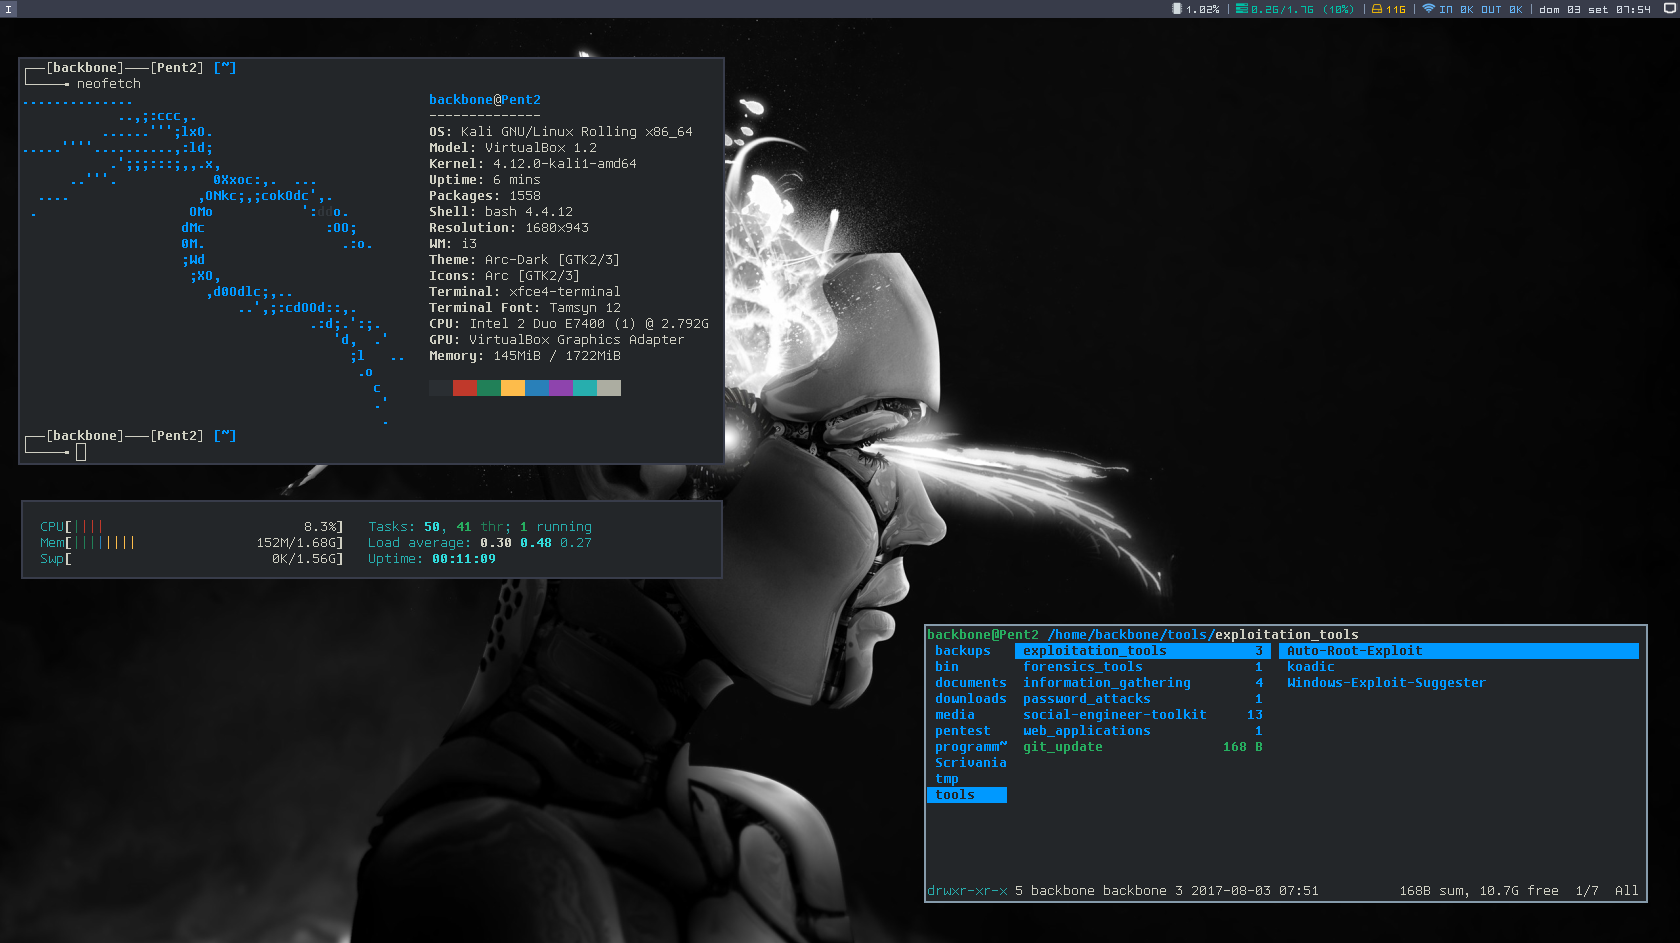 I
1.02% | 0.2G/1.7G (10%) | 11G | IN 0K OUT 0K | dom 03 set 07:54
[backbone]——[Pent2] [~]
neofetch
backbone@Pent2
--------------
OS: Kali GNU/Linux Rolling x86_64
Model: VirtualBox 1.2
Kernel: 4.12.0-kali1-amd64
Uptime: 6 mins
Packages: 1558
Shell: bash 4.4.12
Resolution: 1680x943
WM: i3
Theme: Arc-Dark [GTK2/3]
Icons: Arc [GTK2/3]
Terminal: xfce4-terminal
Terminal Font: Tamsyn 12
CPU: Intel 2 Duo E7400 (1) @ 2.792G
GPU: VirtualBox Graphics Adapter
Memory: 145MiB / 1722MiB
[backbone]——[Pent2] [~]
CPU[|||| 8.3%] Tasks: 50, 41 thr; 1 running
Mem[|||||||| 152M/1.68G] Load average: 0.30 0.48 0.27
Swp[ 0K/1.56G] Uptime: 00:11:09
backbone@Pent2 /home/backbone/tools/exploitation_tools
backups exploitation_tools 3 Auto-Root-Exploit
bin forensics_tools 1 koadic
documents information_gathering 4 Windows-Exploit-Suggester
downloads password_attacks 1
media social-engineer-toolkit 13
pentest web_applications 1
programm~ git_update 168 B
Scrivania
tmp
tools
drwxr-xr-x 5 backbone backbone 3 2017-08-03 07:51 168B sum, 10.7G free 1/7 All